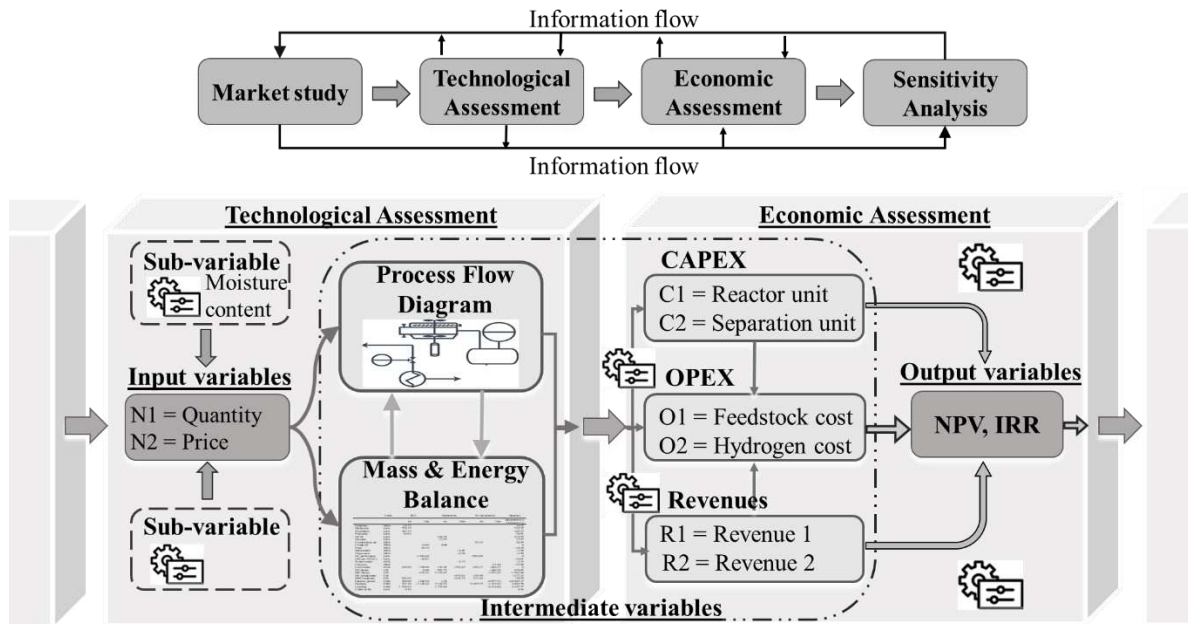 Information flow
Market study
Technological
Assessment
Economic
Assessment
Sensitivity
Analysis
Information flow
Technological Assessment
Economic Assessment
Sub-variable
Moisture
content
Input variables
N1 = Quantity
N2 = Price
Sub-variable
Process Flow
Diagram
Mass & Energy
Balance
Intermediate variables
CAPEX
C1 = Reactor unit
C2 = Separation unit
OPEX
O1 = Feedstock cost
O2 = Hydrogen cost
Revenues
R1 = Revenue 1
R2 = Revenue 2
Output variables
NPV, IRR